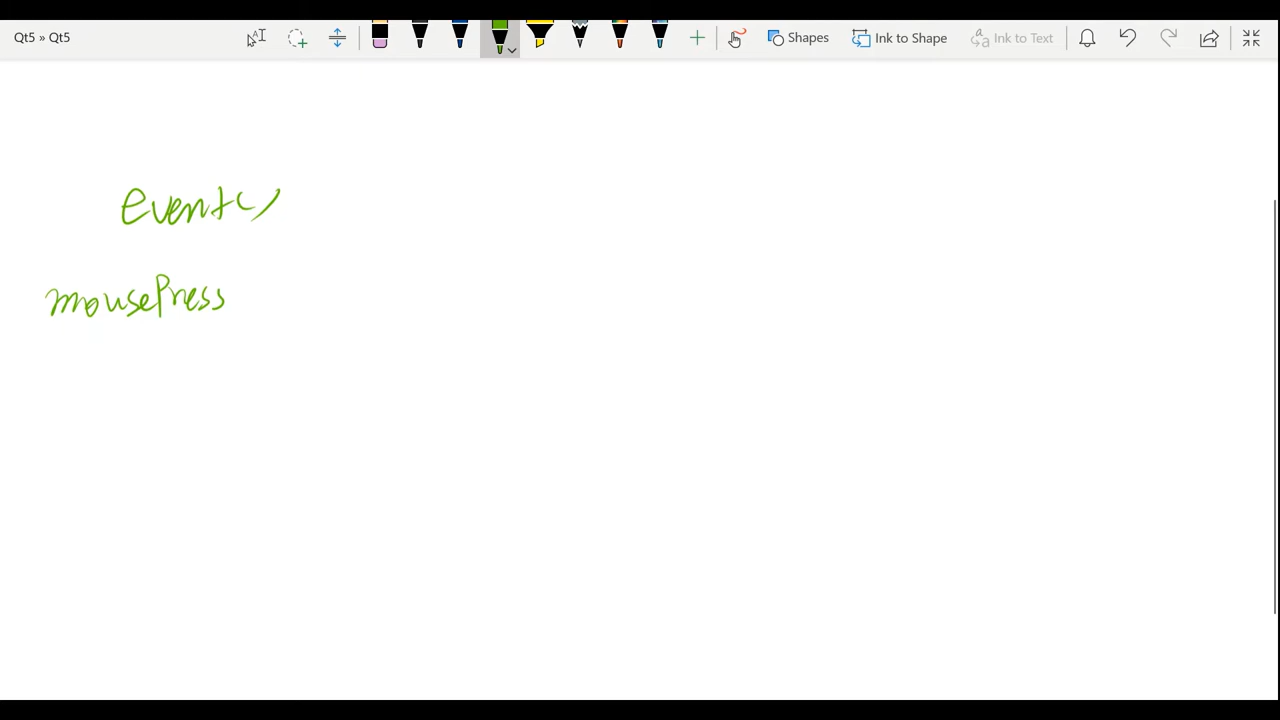 Qt5 » Qt5
Shapes
Ink to Shape
Ink to Text
event()
mousePress